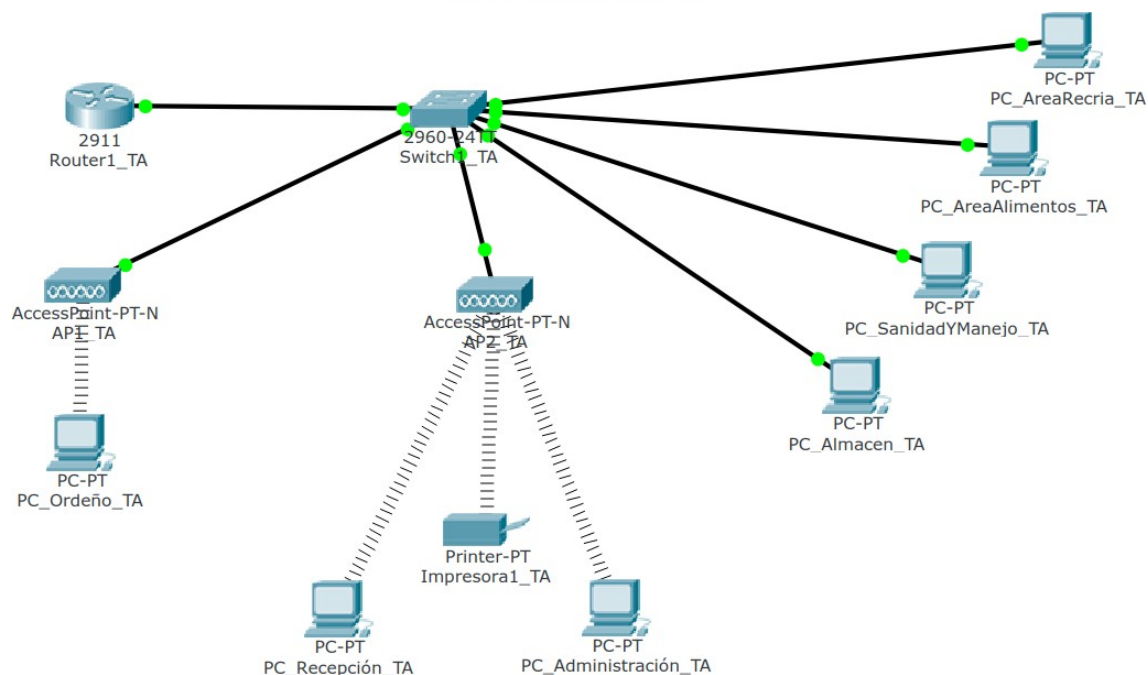 PC-PT
PC_AreaRecria_TA
2911
Router1_TA
2960-24TT
Switch1_TA
PC-PT
PC_AreaAlimentos_TA
PC-PT
PC_SanidadYManejo_TA
AccessPoint-PT-N
AP1_TA
AccessPoint-PT-N
AP2_TA
PC-PT
PC_Almacen_TA
PC-PT
PC_Ordeño_TA
Printer-PT
Impresora1_TA
PC-PT
PC_Recepción_TA
PC-PT
PC_Administración_TA